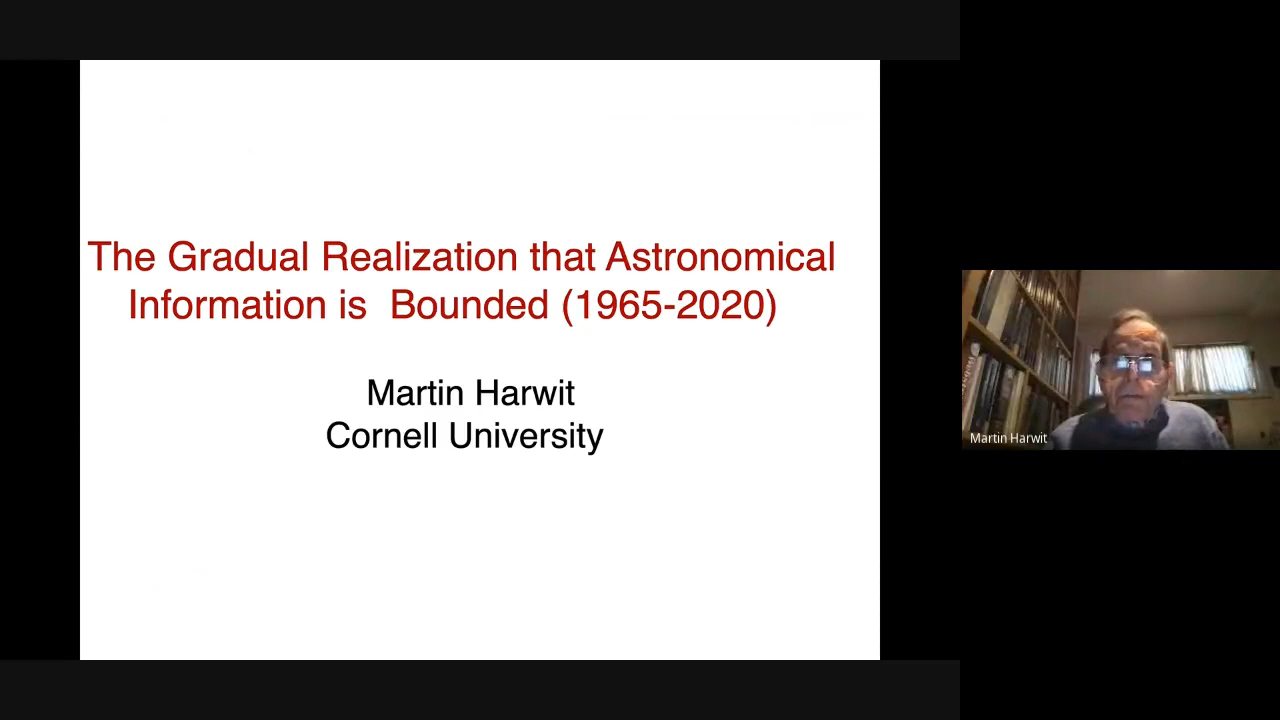 The Gradual Realization that Astronomical
Information is  Bounded (1965-2020)
Martin Harwit
Cornell University
Martin Harwit